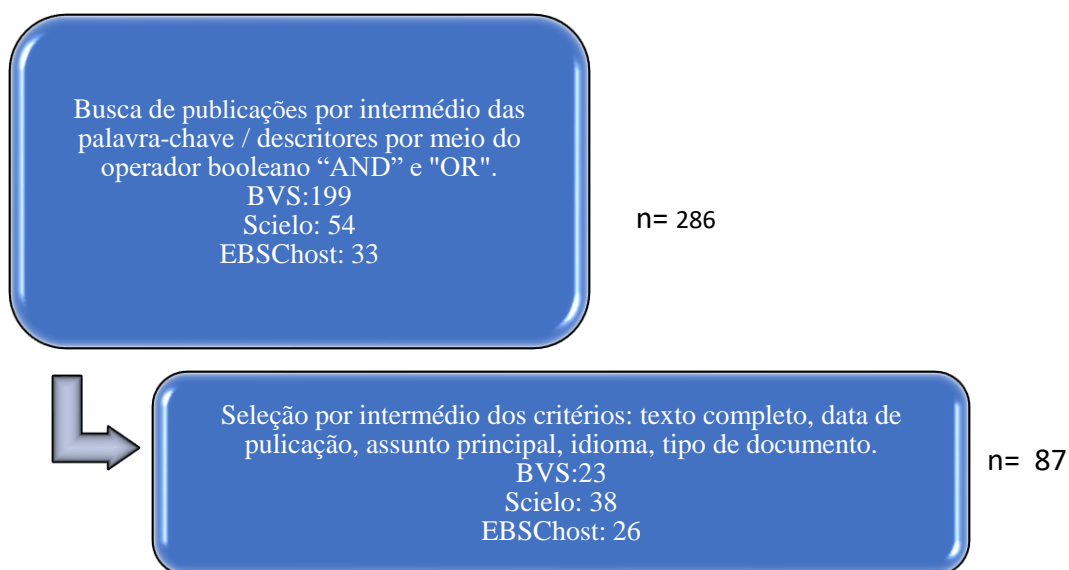 Busca de publicações por intermédio das
palavra-chave / descritores por meio do
operador booleano “AND” e "OR".
BVS:199
Scielo: 54
EBSChost: 33
n= 286
Seleção por intermédio dos critérios: texto completo, data de
pulicação, assunto principal, idioma, tipo de documento.
BVS:23
Scielo: 38
EBSChost: 26
n= 87